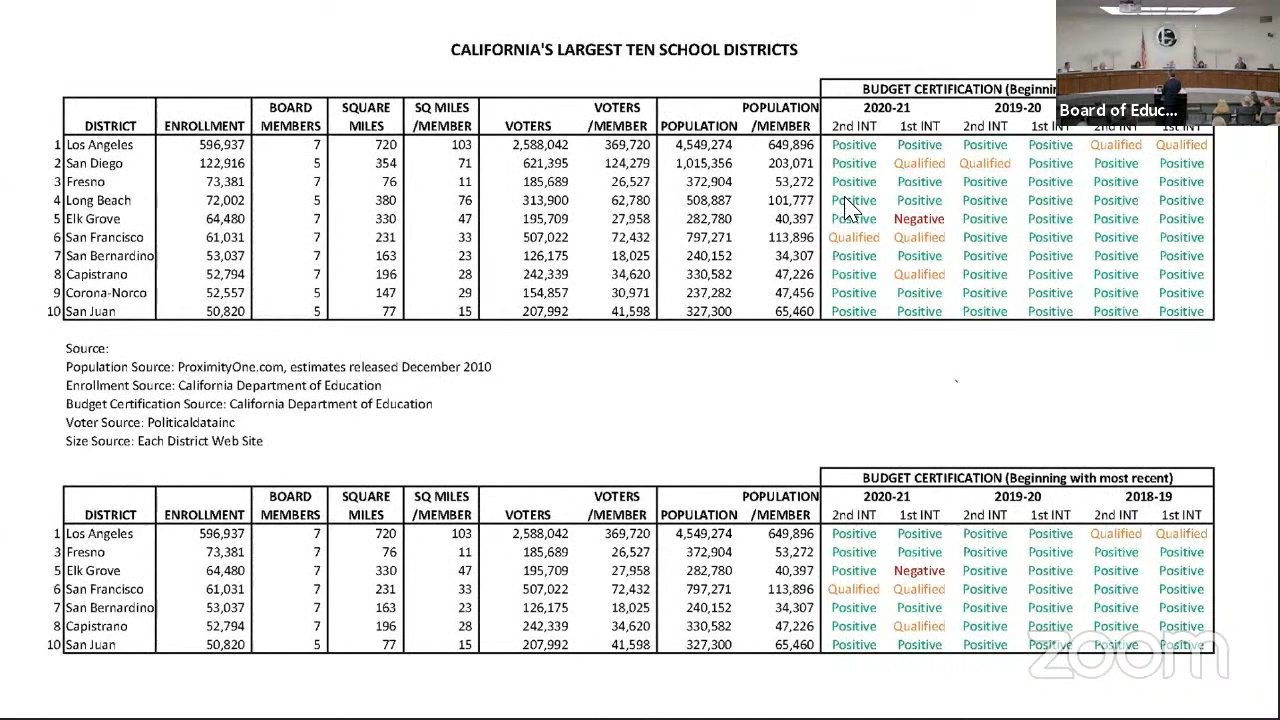 CALIFORNIA'S LARGEST TEN SCHOOL DISTRICTS
BUDGET CERTIFICATION (Beginnin
BOARD SQUARE SQ MILES VOTERS POPULATION 2020-21 2019-20
Board of Educ...
DISTRICT ENROLLMENT MEMBERS MILES /MEMBER VOTERS /MEMBER POPULATION /MEMBER 2nd INT 1st INT 2nd INT 1st INT 2nd INT 1st INT
1 Los Angeles 596,937 7 720 103 2,588,042 369,720 4,549,274 649,896 Positive Positive Positive Positive Qualified Qualified
2 San Diego 122,916 5 354 71 621,395 124,279 1,015,356 203,071 Positive Qualified Qualified Positive Positive Positive
3 Fresno 73,381 7 76 11 185,689 26,527 372,904 53,272 Positive Positive Positive Positive Positive Positive
4 Long Beach 72,002 5 380 76 313,900 62,780 508,887 101,777 Positive Positive Positive Positive Positive Positive
5 Elk Grove 64,480 7 330 47 195,709 27,958 282,780 40,397 Positive Negative Positive Positive Positive Positive
6 San Francisco 61,031 7 231 33 507,022 72,432 797,271 113,896 Qualified Qualified Positive Positive Positive Positive
7 San Bernardino 53,037 7 163 23 126,175 18,025 240,152 34,307 Positive Positive Positive Positive Positive Positive
8 Capistrano 52,794 7 196 28 242,339 34,620 330,582 47,226 Positive Qualified Positive Positive Positive Positive
9 Corona-Norco 52,557 5 147 29 154,857 30,971 237,282 47,456 Positive Positive Positive Positive Positive Positive
10 San Juan 50,820 5 77 15 207,992 41,598 327,300 65,460 Positive Positive Positive Positive Positive Positive
Source:
Population Source: ProximityOne.com, estimates released December 2010
Enrollment Source: California Department of Education
Budget Certification Source: California Department of Education
Voter Source: Politicaldatainc
Size Source: Each District Web Site
BUDGET CERTIFICATION (Beginning with most recent)
BOARD SQUARE SQ MILES VOTERS POPULATION 2020-21 2019-20 2018-19
DISTRICT ENROLLMENT MEMBERS MILES /MEMBER VOTERS /MEMBER POPULATION /MEMBER 2nd INT 1st INT 2nd INT 1st INT 2nd INT 1st INT
1 Los Angeles 596,937 7 720 103 2,588,042 369,720 4,549,274 649,896 Positive Positive Positive Positive Qualified Qualified
3 Fresno 73,381 7 76 11 185,689 26,527 372,904 53,272 Positive Positive Positive Positive Positive Positive
5 Elk Grove 64,480 7 330 47 195,709 27,958 282,780 40,397 Positive Negative Positive Positive Positive Positive
6 San Francisco 61,031 7 231 33 507,022 72,432 797,271 113,896 Qualified Qualified Positive Positive Positive Positive
7 San Bernardino 53,037 7 163 23 126,175 18,025 240,152 34,307 Positive Positive Positive Positive Positive Positive
8 Capistrano 52,794 7 196 28 242,339 34,620 330,582 47,226 Positive Qualified Positive Positive Positive Positive
10 San Juan 50,820 5 77 15 207,992 41,598 327,300 65,460 Positive Positive Positive Positive Positive Positive
zoom